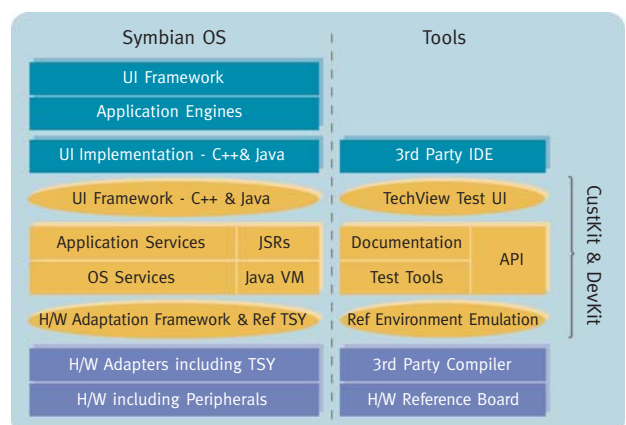 Symbian OS
UI Framework
Application Engines
UI Implementation - C++& Java
UI Framework - C++ & Java
Application Services
JSRs
OS Services
Java VM
H/W Adaptation Framework & Ref TSY
H/W Adapters including TSY
H/W including Peripherals
Tools
3rd Party IDE
TechView Test UI
Documentation
API
Test Tools
Ref Environment Emulation
3rd Party Compiler
H/W Reference Board
CustKit & DevKit